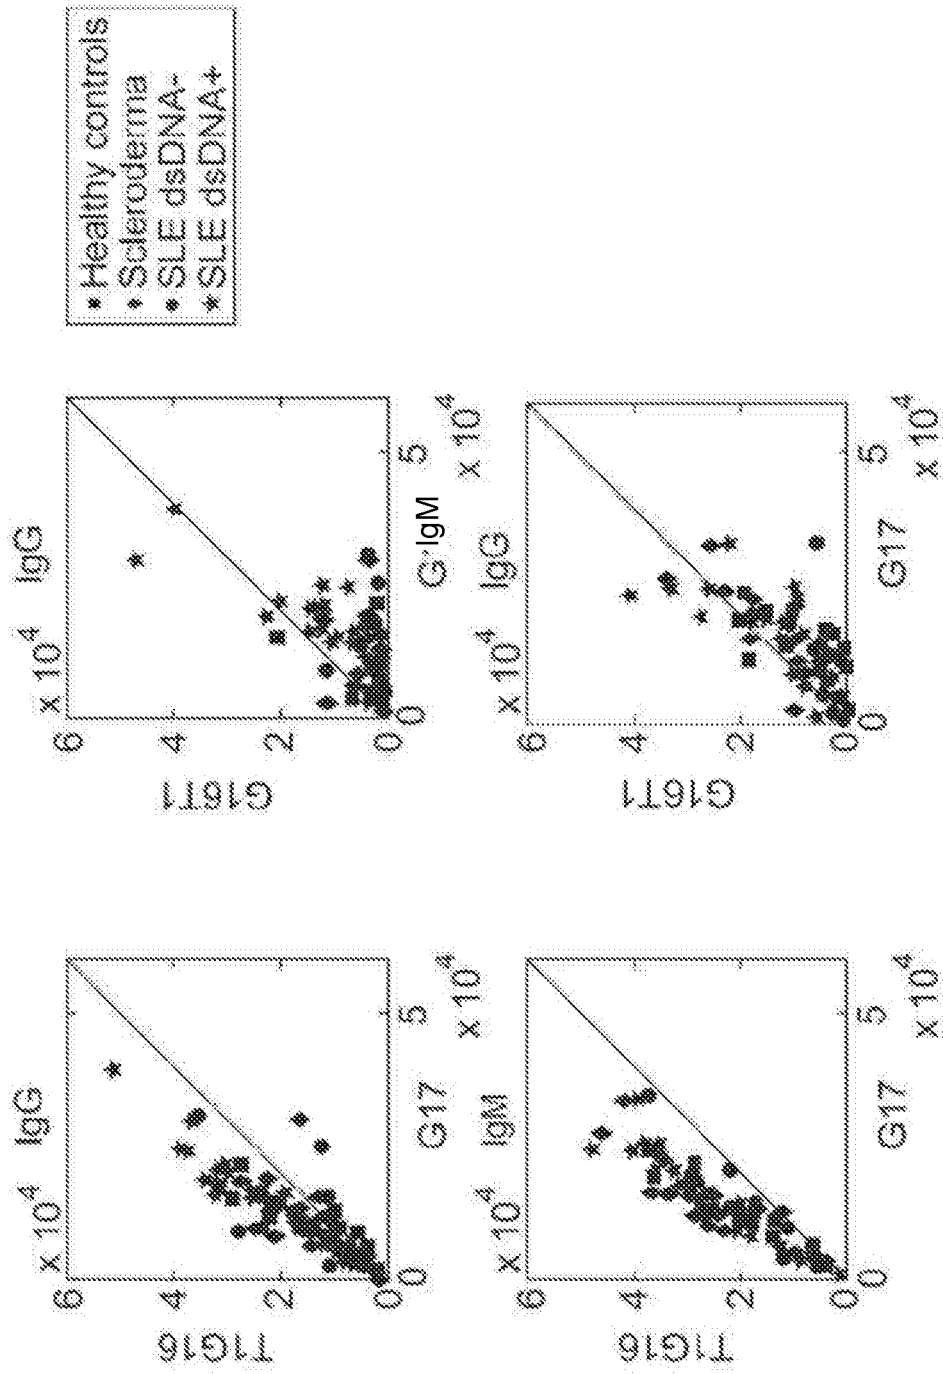 IgG
x 10^4
6
4
2
0
T1G16
0
5
x 10^4
G17
IgG
x 10^4
6
4
2
0
G16T1
0
5
x 10^4
G IgM
Healthy controls
Scleroderma
SLE dsDNA-
SLE dsDNA+
IgM
x 10^4
6
4
2
0
T1G16
0
5
x 10^4
G17
IgG
x 10^4
6
4
2
0
G16T1
0
5
x 10^4
G17